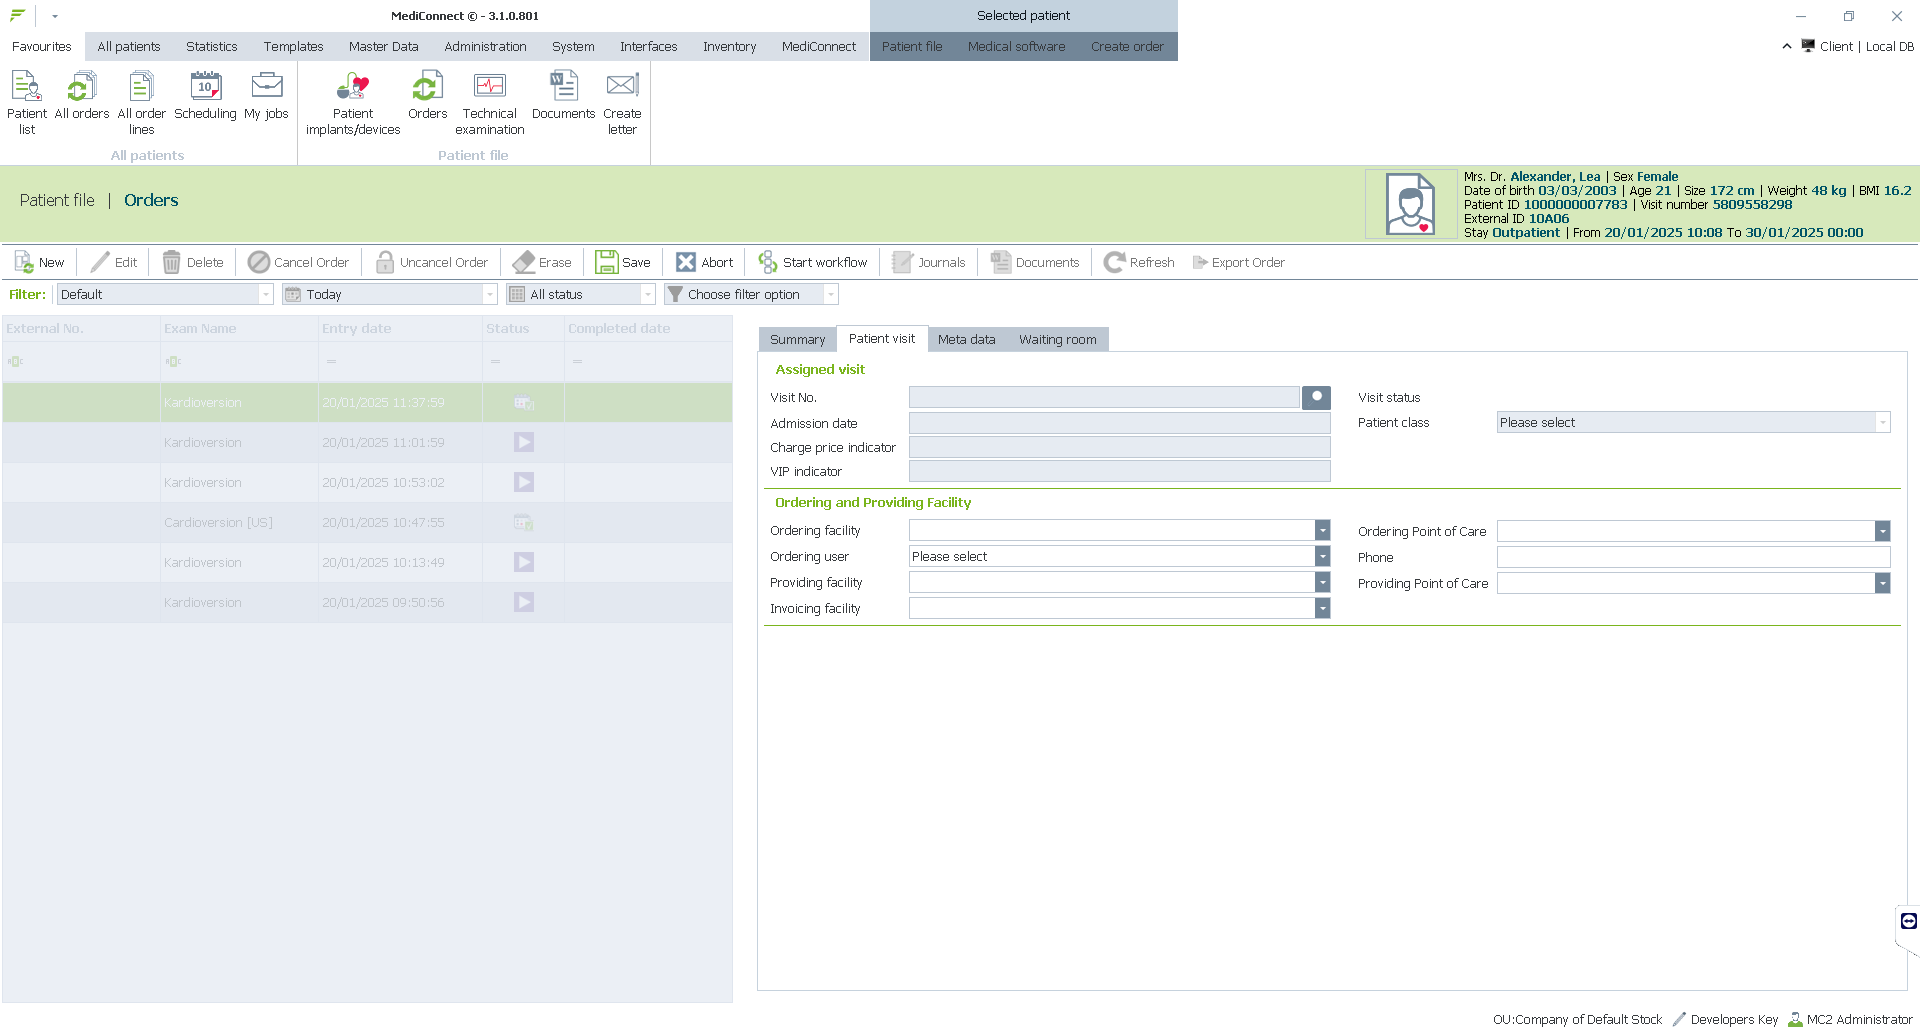 MediConnect © - 3.1.0.801
Selected patient
Favourites All patients Statistics Templates Master Data Administration System Interfaces Inventory MediConnect Patient file Medical software Create order
Client | Local DB
Patient list
All orders
All order lines
Scheduling
10
My jobs
Patient implants/devices
Orders
Technical examination
Documents
Create letter
All patients
Patient file
Patient file | Orders
Mrs. Dr. Alexander, Lea | Sex Female
Date of birth 03/03/2003 | Age 21 | Size 172 cm | Weight 48 kg | BMI 16.2
Patient ID 1000000007783 | Visit number 5809558298
External ID 10A06
Stay Outpatient | From 20/01/2025 10:08 To 30/01/2025 00:00
New Edit Delete Cancel Order Uncancel Order Erase Save Abort Start workflow Journals Documents Refresh Export Order
Filter: Default Today All status Choose filter option
External No. Exam Name Entry date Status Completed date
= = =
Kardioversion 20/01/2025 11:37:59
Kardioversion 20/01/2025 11:01:59
Kardioversion 20/01/2025 10:53:02
Cardioversion [US] 20/01/2025 10:47:55
Kardioversion 20/01/2025 10:13:49
Kardioversion 20/01/2025 09:50:56
Summary Patient visit Meta data Waiting room
Assigned visit
Visit No. Visit status
Admission date Patient class Please select
Charge price indicator
VIP indicator
Ordering and Providing Facility
Ordering facility Ordering Point of Care
Ordering user Please select Phone
Providing facility Providing Point of Care
Invoicing facility
OU:Company of Default Stock Developers Key MC2 Administrator